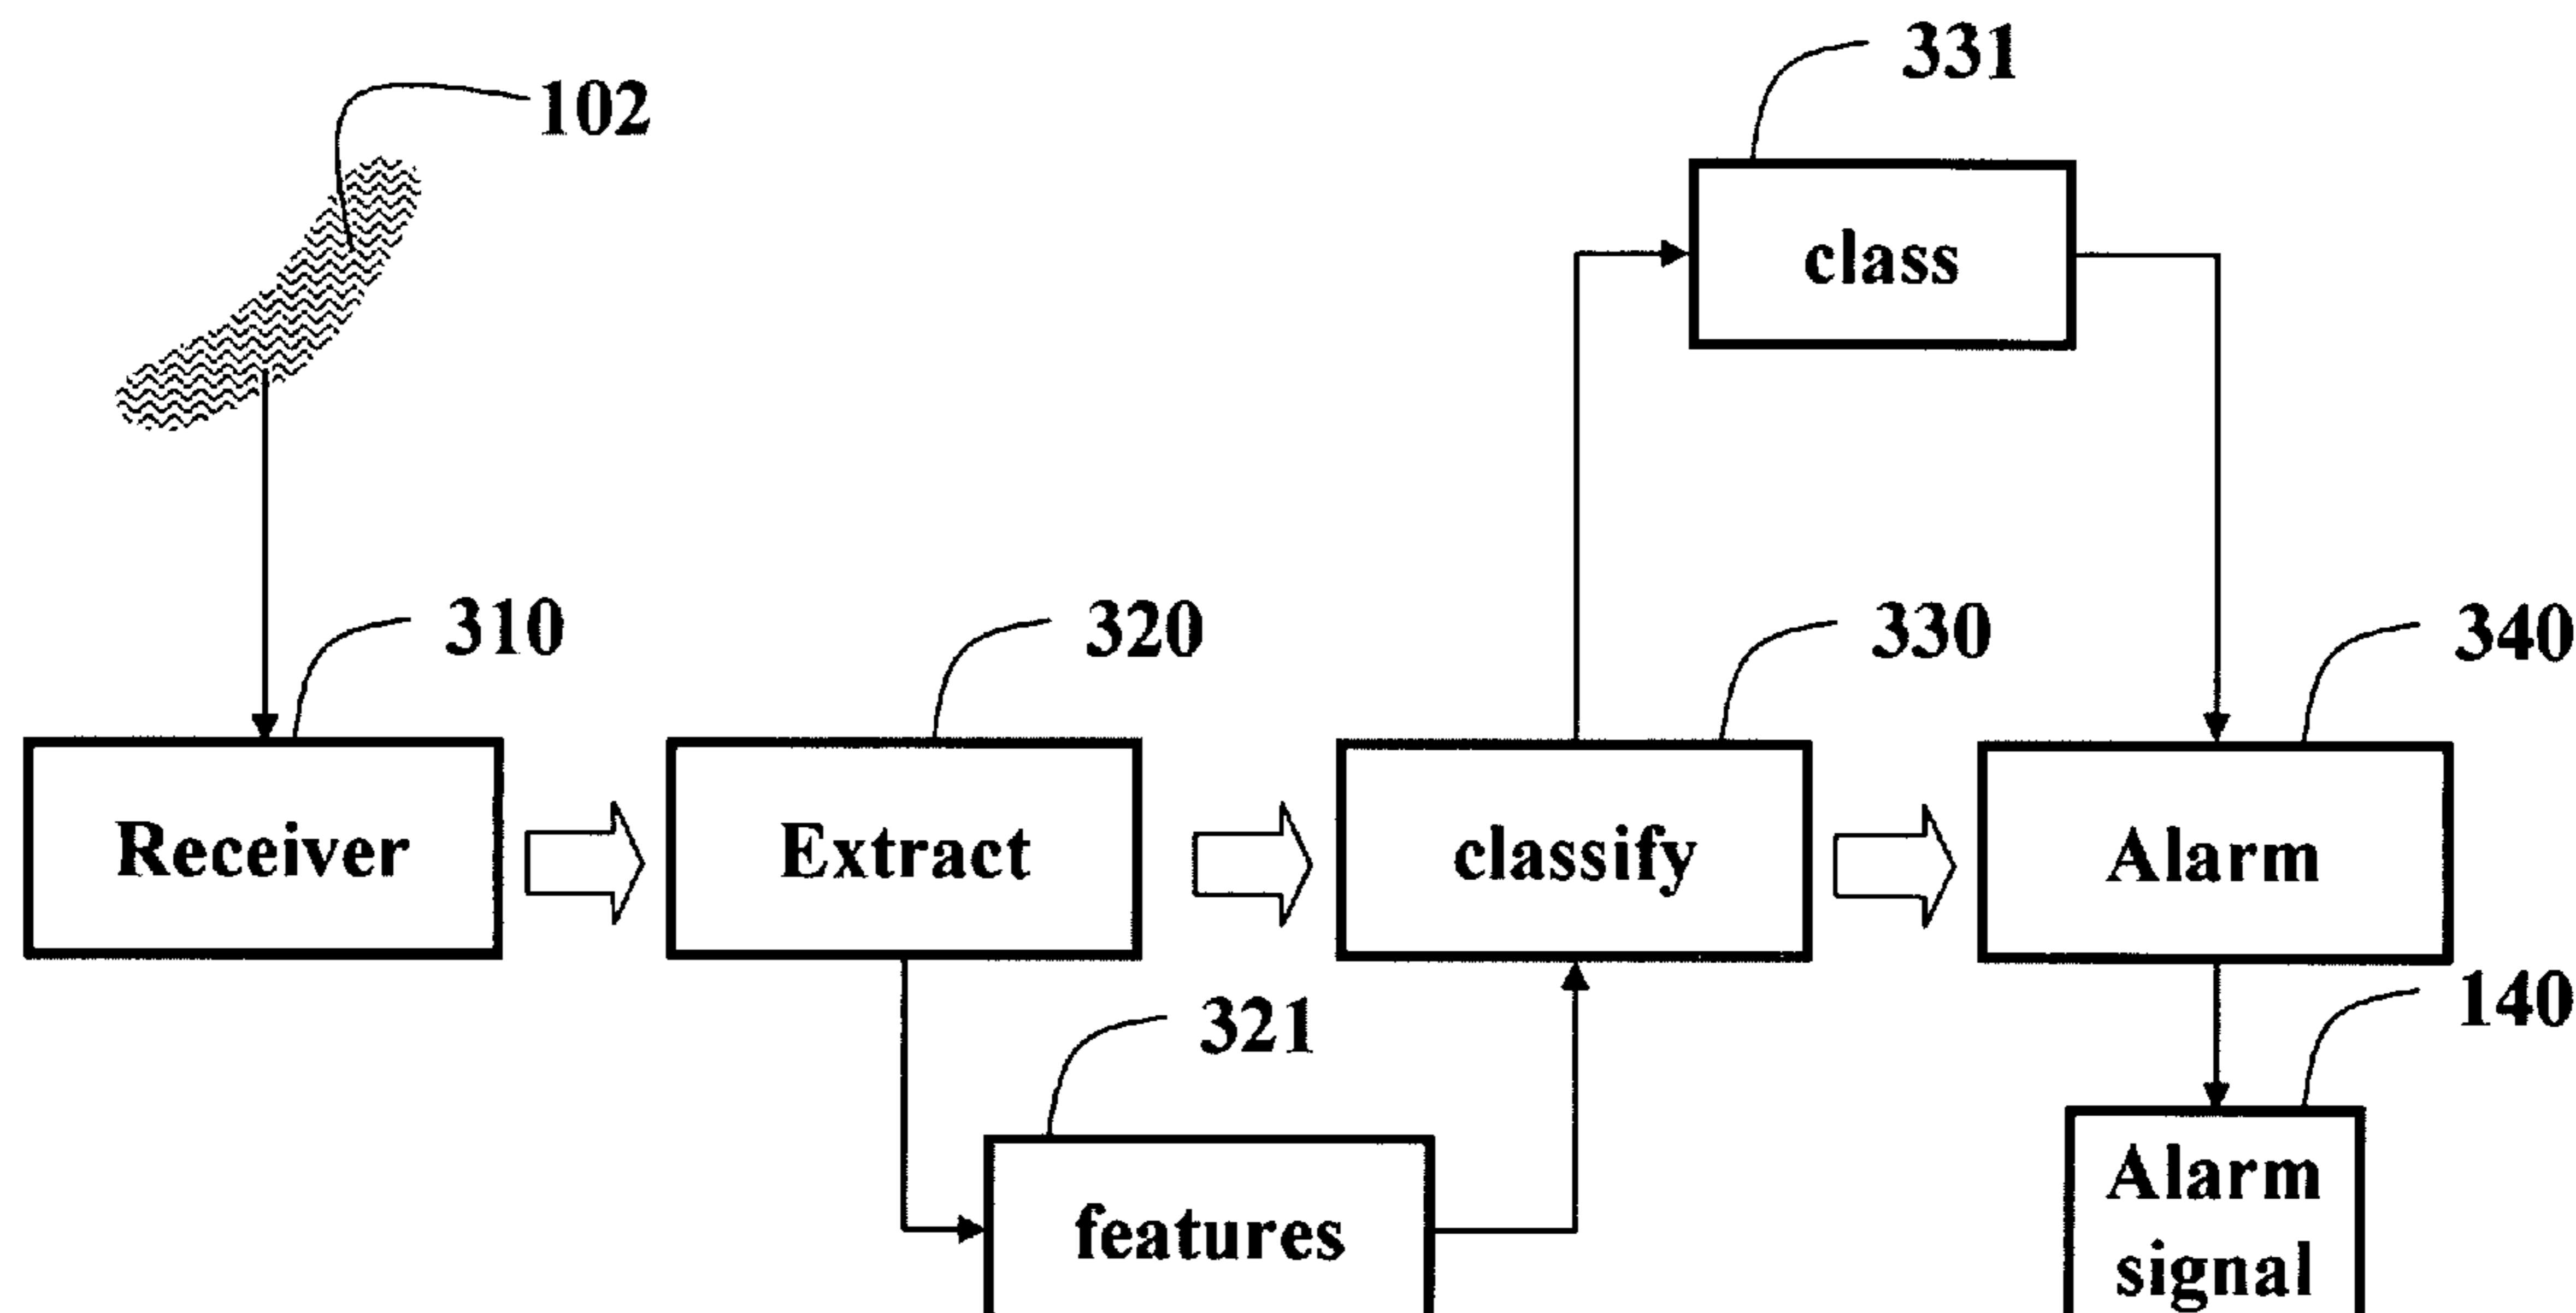 331
102
class
310
320
330
340
Receiver
Extract
classify
Alarm
321
140
features
Alarm
signal